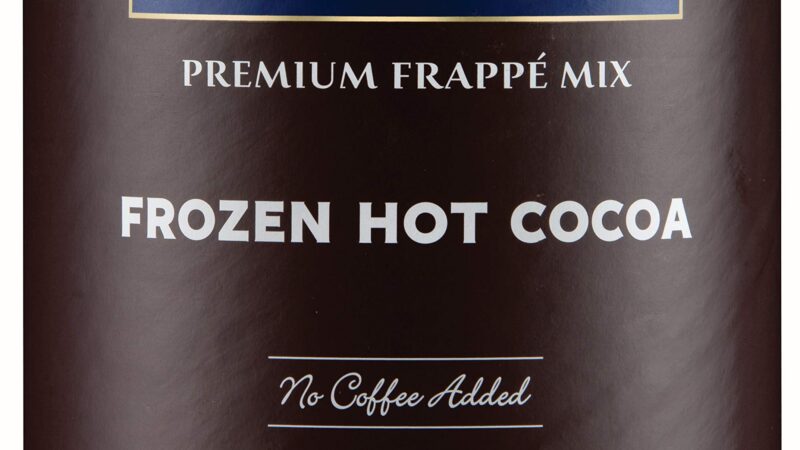 PREMIUM FRAPPÉ MIX
FROZEN HOT COCOA
No Coffee Added